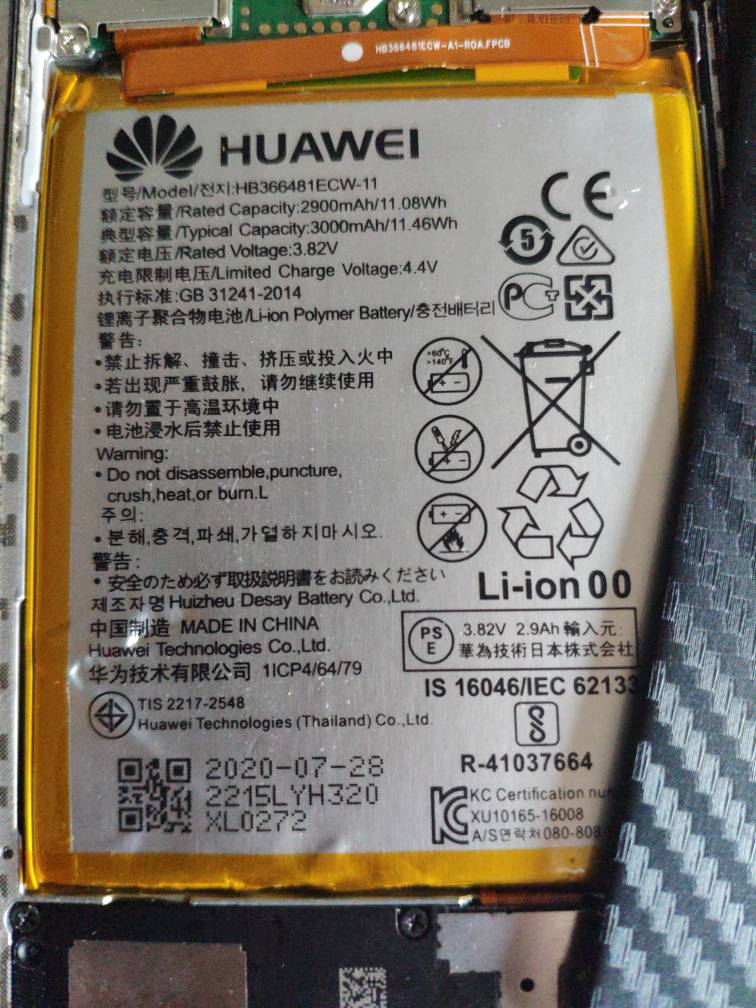 HB366481ECW-A1-ROA.FPCB
HUAWEI
型号/Model/전지:HB366481ECW-11
额定容量/Rated Capacity:2900mAh/11.08Wh
典型容量/Typical Capacity:3000mAh/11.46Wh
额定电压/Rated Voltage:3.82V
充电限制电压/Limited Charge Voltage:4.4V
执行标准:GB 31241-2014
锂离子聚合物电池/Li-ion Polymer Battery/충전배터리
CE
5
PC
警告:
•禁止拆解、撞击、挤压或投入火中
•若出现严重鼓胀，请勿继续使用
•请勿置于高温环境中
•电池浸水后禁止使用
>60℃
>140℉
Warning:
• Do not disassemble,puncture,
crush,heat,or burn.L
주의:
• 분해,충격,파쇄,가열하지마시오.
警告:
• 安全のため必ず取扱説明書をお読みください
제조자명 Huizheu Desay Battery Co.,Ltd.
中国制造 MADE IN CHINA
Huawei Technologies Co.,Ltd.
华为技术有限公司 1ICP4/64/79
Li-ion 00
PS
E
3.82V 2.9Ah 輸入元:
華為技術日本株式会社
IS 16046/IEC 62133
R-41037664
TIS 2217-2548
Huawei Technologies (Thailand) Co.,Ltd.
2020-07-28
2215LYH320
XL0272
KC Certification
XU10165-16008
A/S연락처 080-808